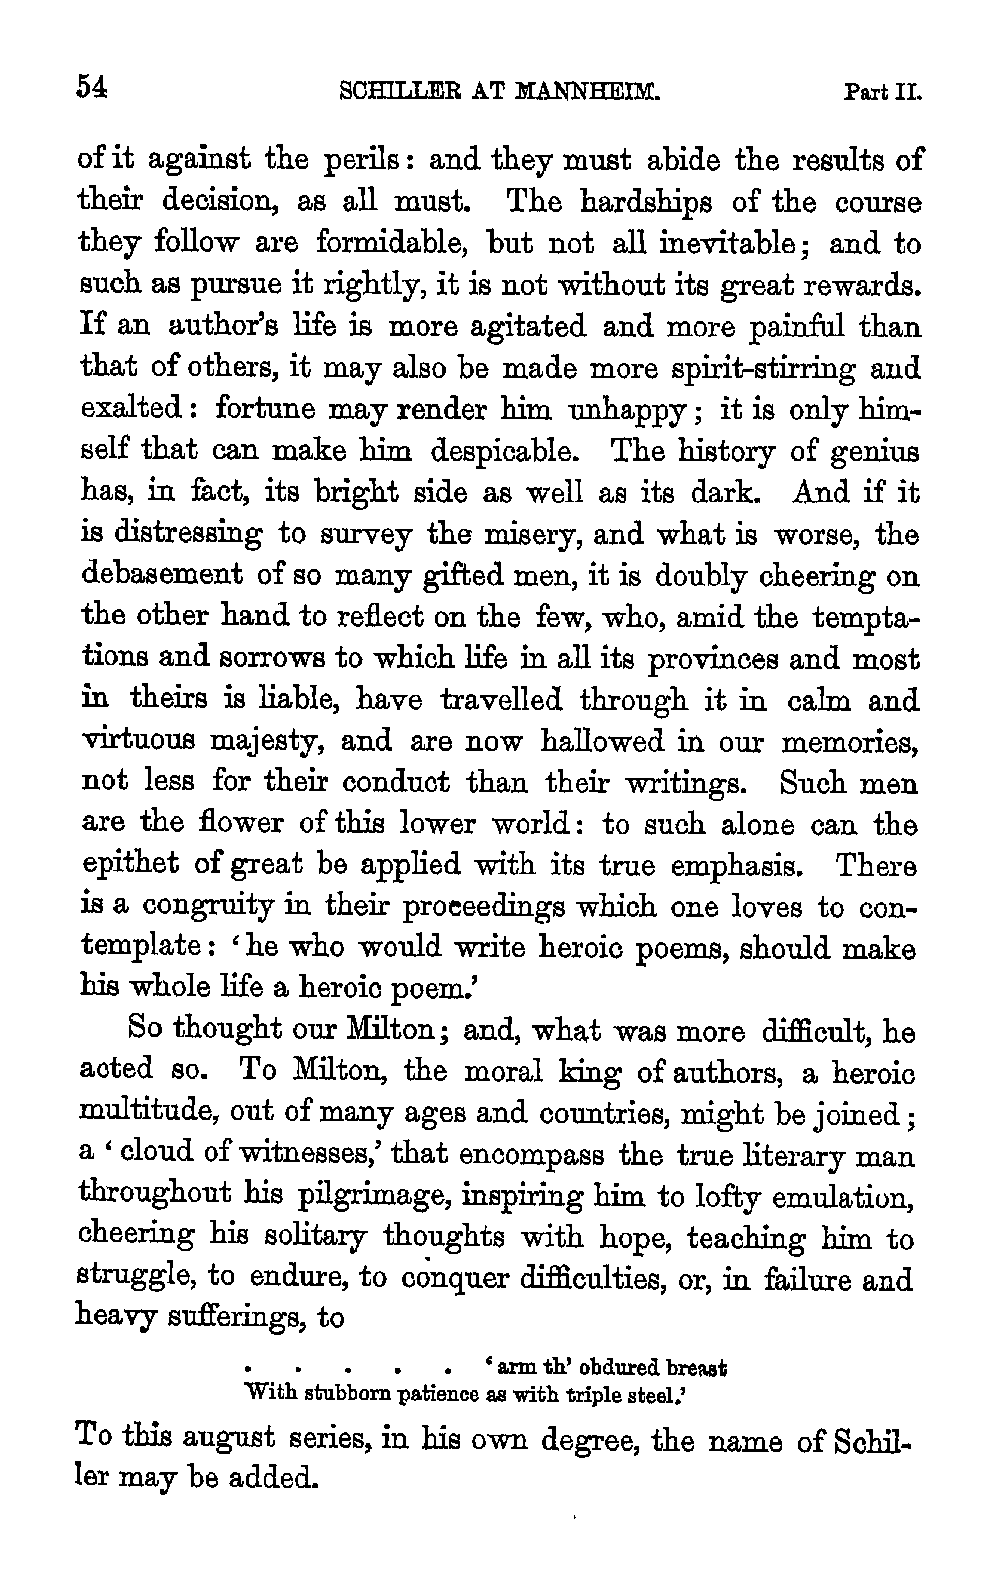 54 SCHILLER AT MANNHEIM. Part II.
of it against the perils: and they must abide the results of
their decision, as all must. The hardships of the course
they follow are formidable, but not all inevitable; and to
such as pursue it rightly, it is not without its great rewards.
If an author's life is more agitated and more painful than
that of others, it may also be made more spirit-stirring and
exalted: fortune may render him unhappy; it is only him-
self that can make him despicable. The history of genius
has, in fact, its bright side as well as its dark. And if it
is distressing to survey the misery, and what is worse, the
debasement of so many gifted men, it is doubly cheering on
the other hand to reflect on the few, who, amid the tempta-
tions and sorrows to which life in all its provinces and most
in theirs is liable, have travelled through it in calm and
virtuous majesty, and are now hallowed in our memories,
not less for their conduct than their writings. Such men
are the flower of this lower world: to such alone can the
epithet of great be applied with its true emphasis. There
is a congruity in their proceedings which one loves to con-
template: ‘he who would write heroic poems, should make
his whole life a heroic poem.’
So thought our Milton; and, what was more difficult, he
acted so. To Milton, the moral king of authors, a heroic
multitude, out of many ages and countries, might be joined;
a ‘cloud of witnesses,’ that encompass the true literary man
throughout his pilgrimage, inspiring him to lofty emulation,
cheering his solitary thoughts with hope, teaching him to
struggle, to endure, to conquer difficulties, or, in failure and
heavy sufferings, to
. . . . . ‘arm th’ obdured breast
With stubborn patience as with triple steel.’
To this august series, in his own degree, the name of Schil-
ler may be added.